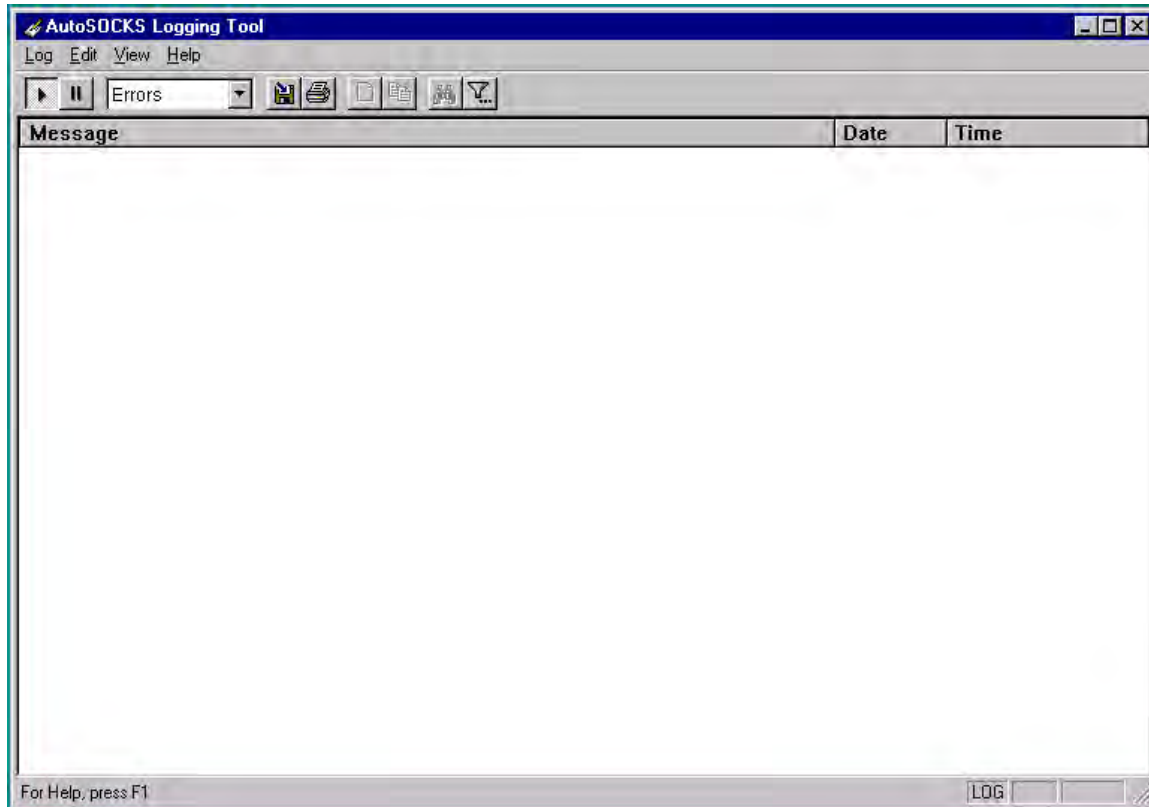 AutoSOCKS Logging Tool
Log Edit View Help
Errors
Message Date Time
For Help, press F1 LOG